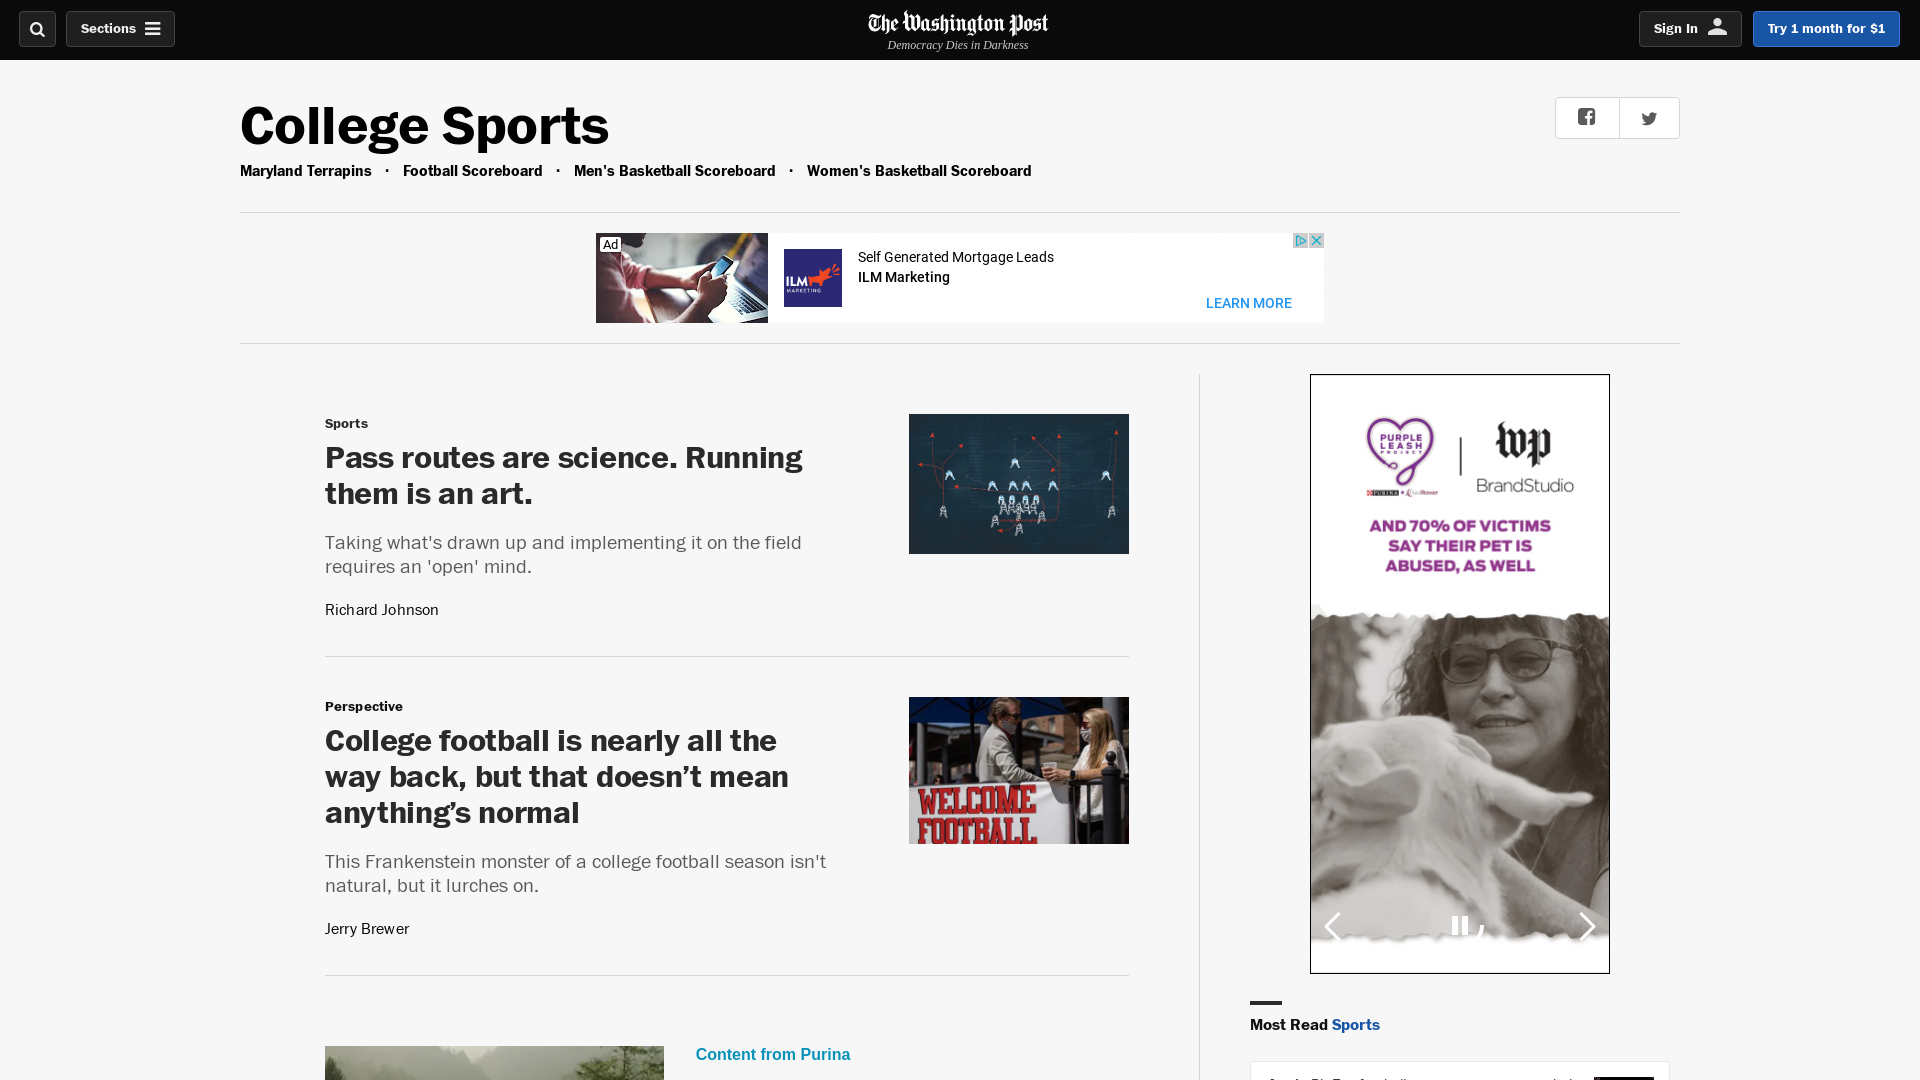 Sections
The Washington Post
Democracy Dies in Darkness
Sign In
Try 1 month for $1
College Sports
Maryland Terrapins · Football Scoreboard · Men's Basketball Scoreboard · Women's Basketball Scoreboard
Ad
ILM
MARKETING
Self Generated Mortgage Leads
ILM Marketing
LEARN MORE
Sports
Pass routes are science. Running
them is an art.
Taking what's drawn up and implementing it on the field
requires an 'open' mind.
Richard Johnson
Perspective
College football is nearly all the
way back, but that doesn’t mean
anything’s normal
This Frankenstein monster of a college football season isn't
natural, but it lurches on.
Jerry Brewer
WELCOME
FOOTBALL
Content from Purina
PURPLE
LEASH
PROJECT
PURINA
wp
BrandStudio
AND 70% OF VICTIMS
SAY THEIR PET IS
ABUSED, AS WELL
Most Read Sports